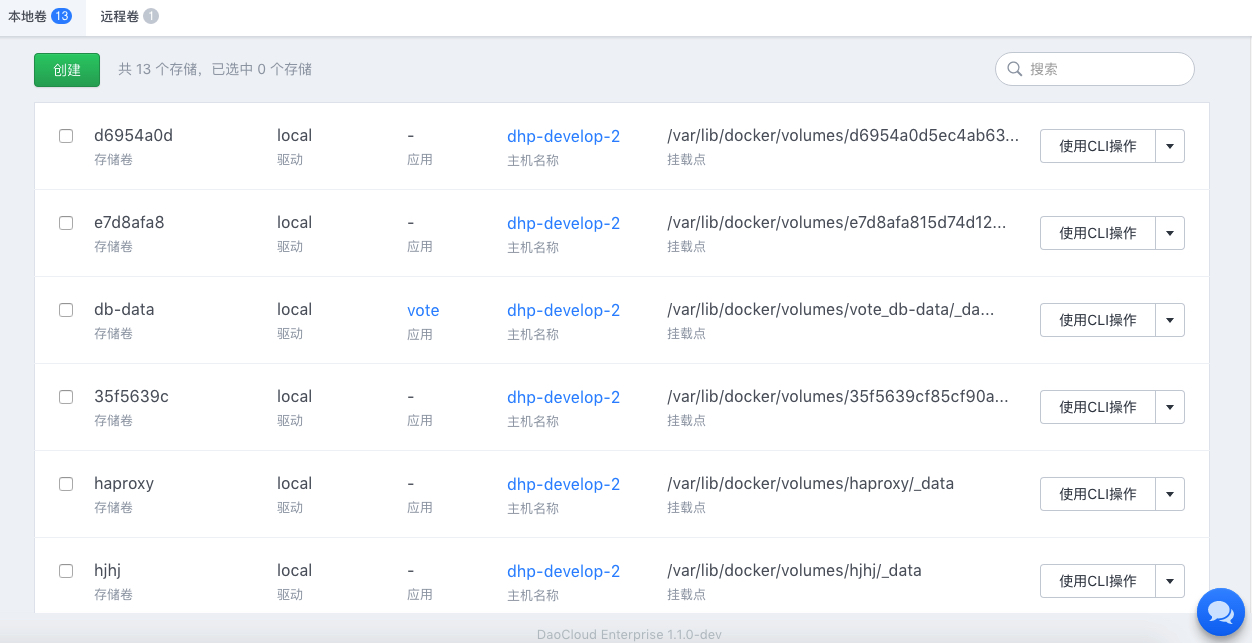 本地卷 13 远程卷 1
创建 共 13 个存储，已选中 0 个存储 搜索
d6954a0d local - dhp-develop-2 /var/lib/docker/volumes/d6954a0d5ec4ab63... 使用CLI操作
存储卷 驱动 应用 主机名称 挂载点
e7d8afa8 local - dhp-develop-2 /var/lib/docker/volumes/e7d8afa815d74d12... 使用CLI操作
存储卷 驱动 应用 主机名称 挂载点
db-data local vote dhp-develop-2 /var/lib/docker/volumes/vote_db-data/_da... 使用CLI操作
存储卷 驱动 应用 主机名称 挂载点
35f5639c local - dhp-develop-2 /var/lib/docker/volumes/35f5639cf85cf90a... 使用CLI操作
存储卷 驱动 应用 主机名称 挂载点
haproxy local - dhp-develop-2 /var/lib/docker/volumes/haproxy/_data 使用CLI操作
存储卷 驱动 应用 主机名称 挂载点
hjhj local - dhp-develop-2 /var/lib/docker/volumes/hjhj/_data 使用CLI操作
存储卷 驱动 应用 主机名称 挂载点
DaoCloud Enterprise 1.1.0-dev